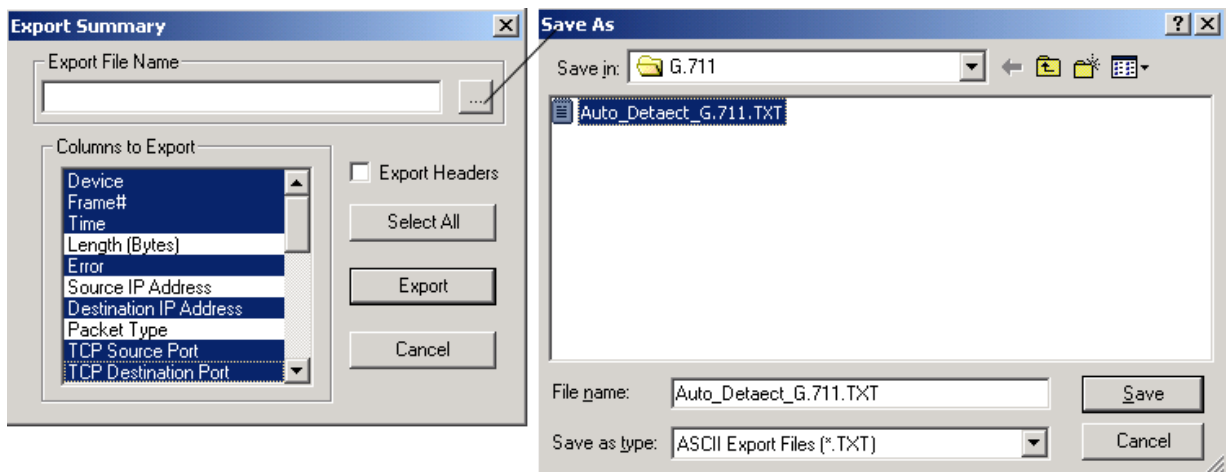 Export Summary
Export File Name
...
Columns to Export
Device
Frame#
Time
Length (Bytes)
Error
Source IP Address
Destination IP Address
Packet Type
TCP Source Port
TCP Destination Port
Export Headers
Select All
Export
Cancel
Save As
Save in: G.711
Auto_Detaect_G.711.TXT
File name: Auto_Detaect_G.711.TXT
Save
Save as type: ASCII Export Files (*.TXT)
Cancel